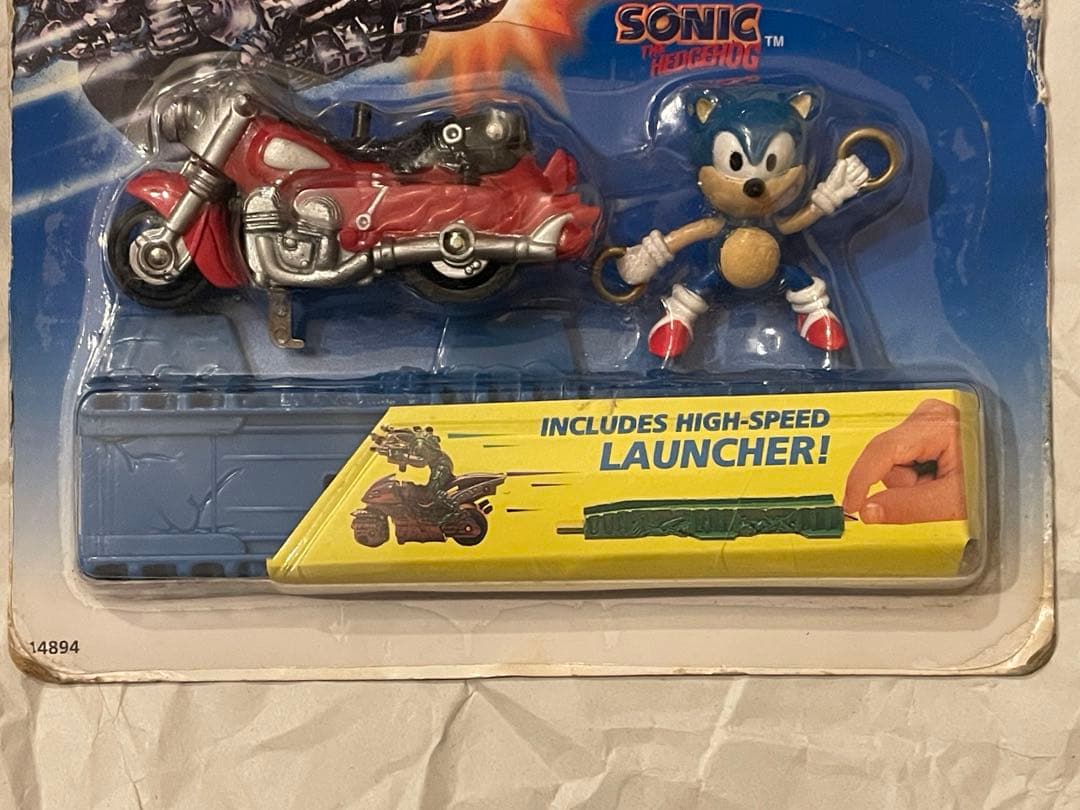 SONIC
THE
HEDGEHOG ™
INCLUDES HIGH-SPEED
LAUNCHER!
14894